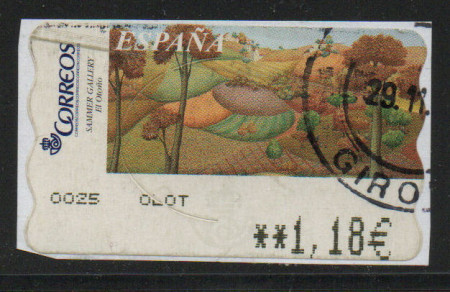 ESPAÑA
CORREOS
SAMMER GALLERY
El Otoño
29.11.
GIRO
0025 OLOT
**1,18€